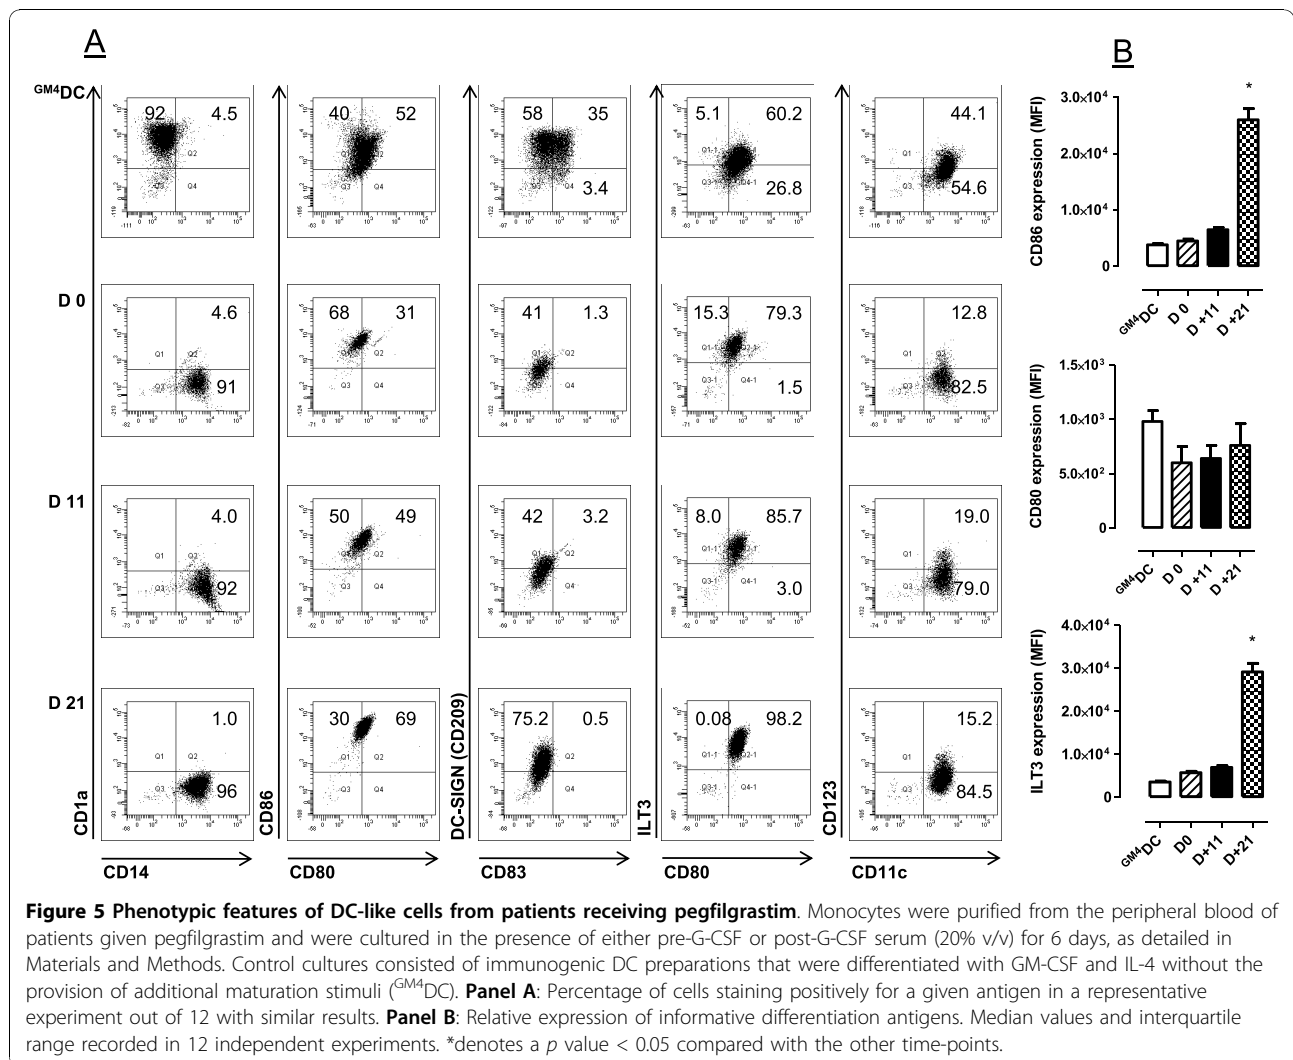 A
B
GM4DC
92 4.5
40 52
58 35
3.4
5.1 60.2
26.8
44.1
54.6
D 0
4.6
91
68 31
41 1.3
15.3 79.3
1.5
12.8
82.5
D 11
4.0
92
50 49
42 3.2
8.0 85.7
3.0
19.0
79.0
D 21
1.0
96
30 69
75.2 0.5
0.08 98.2
15.2
84.5
CD1a
CD86
DC-SIGN (CD209)
ILT3
CD123
CD14
CD80
CD83
CD80
CD11c
CD86 expression (MFI)
3.0×10⁴
2.0×10⁴
1.0×10⁴
0
*
GM4DC
D 0
D +11
D +21
CD80 expression (MFI)
1.5×10³
1.0×10³
5.0×10²
0
GM4DC
D 0
D +11
D +21
ILT3 expression (MFI)
4.0×10⁴
3.0×10⁴
2.0×10⁴
1.0×10⁴
0
*
GM4DC
D0
D+11
D+21
Figure 5 Phenotypic features of DC-like cells from patients receiving pegfilgrastim. Monocytes were purified from the peripheral blood of
patients given pegfilgrastim and were cultured in the presence of either pre-G-CSF or post-G-CSF serum (20% v/v) for 6 days, as detailed in
Materials and Methods. Control cultures consisted of immunogenic DC preparations that were differentiated with GM-CSF and IL-4 without the
provision of additional maturation stimuli (GM4DC). Panel A: Percentage of cells staining positively for a given antigen in a representative
experiment out of 12 with similar results. Panel B: Relative expression of informative differentiation antigens. Median values and interquartile
range recorded in 12 independent experiments. *denotes a p value < 0.05 compared with the other time-points.